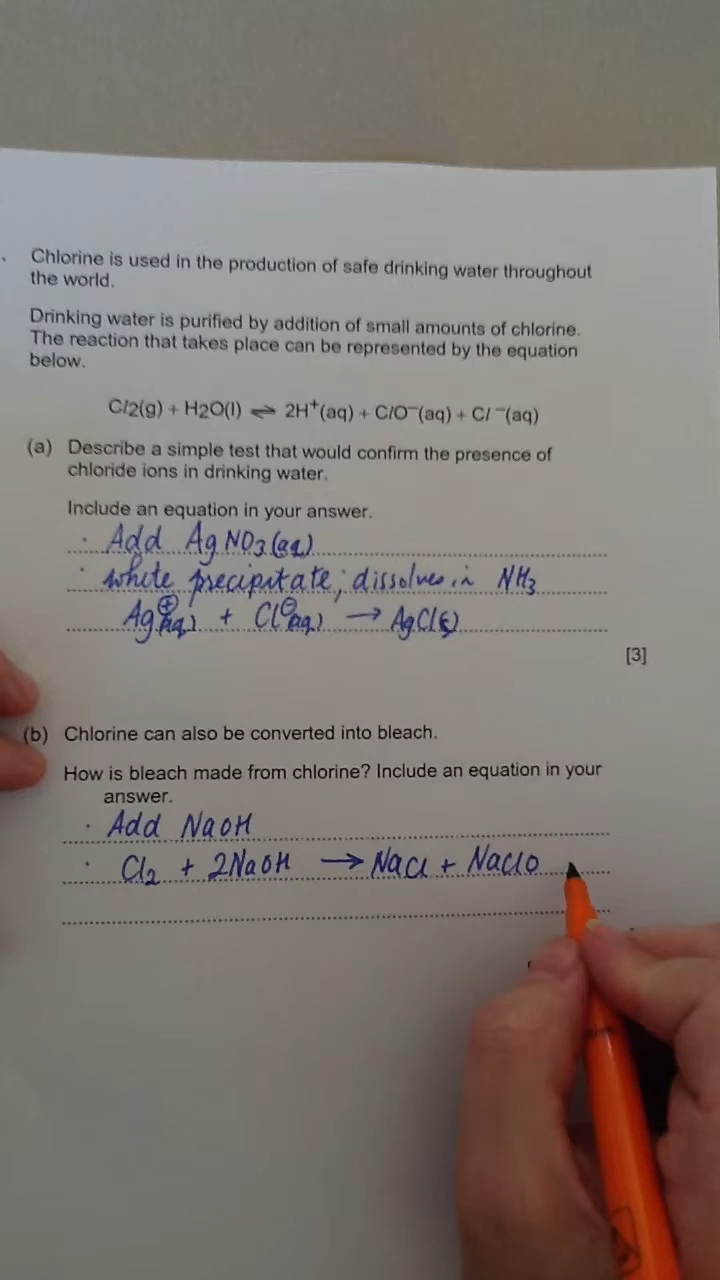 . Chlorine is used in the production of safe drinking water throughout
the world.
Drinking water is purified by addition of small amounts of chlorine.
The reaction that takes place can be represented by the equation
below.
Cl2(g) + H2O(l) ⇌ 2H⁺(aq) + ClO⁻(aq) + Cl⁻(aq)
(a) Describe a simple test that would confirm the presence of
chloride ions in drinking water.
Include an equation in your answer.
· Add AgNO3(aq)
· white precipitate; dissolves in NH3
Ag⊕(aq) + Cl⊖(aq) → AgCl(s)
[3]
(b) Chlorine can also be converted into bleach.
How is bleach made from chlorine? Include an equation in your
answer.
· Add NaOH
· Cl2 + 2NaOH → NaCl + NaClO